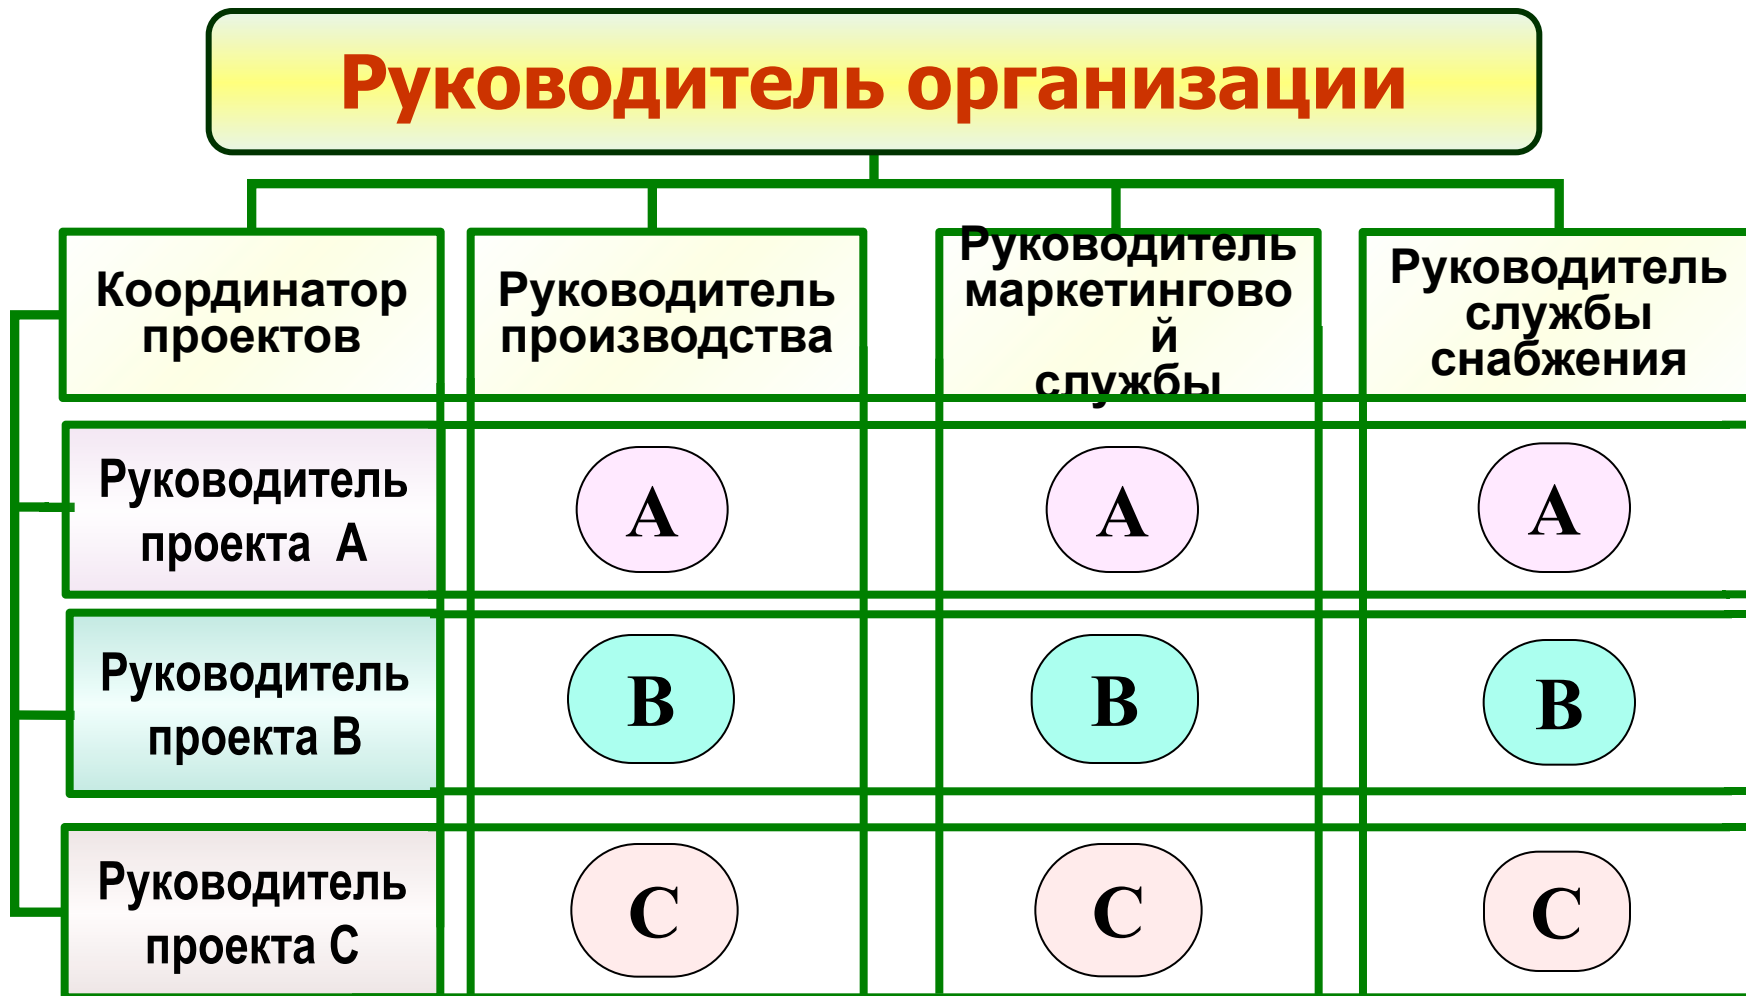 Руководитель организации
Координатор
проектов
Руководитель
производства
Руководитель
маркетингово
й
службы
Руководитель
службы
снабжения
Руководитель
проекта А
А
А
А
Руководитель
проекта В
В
В
В
Руководитель
проекта С
С
С
С